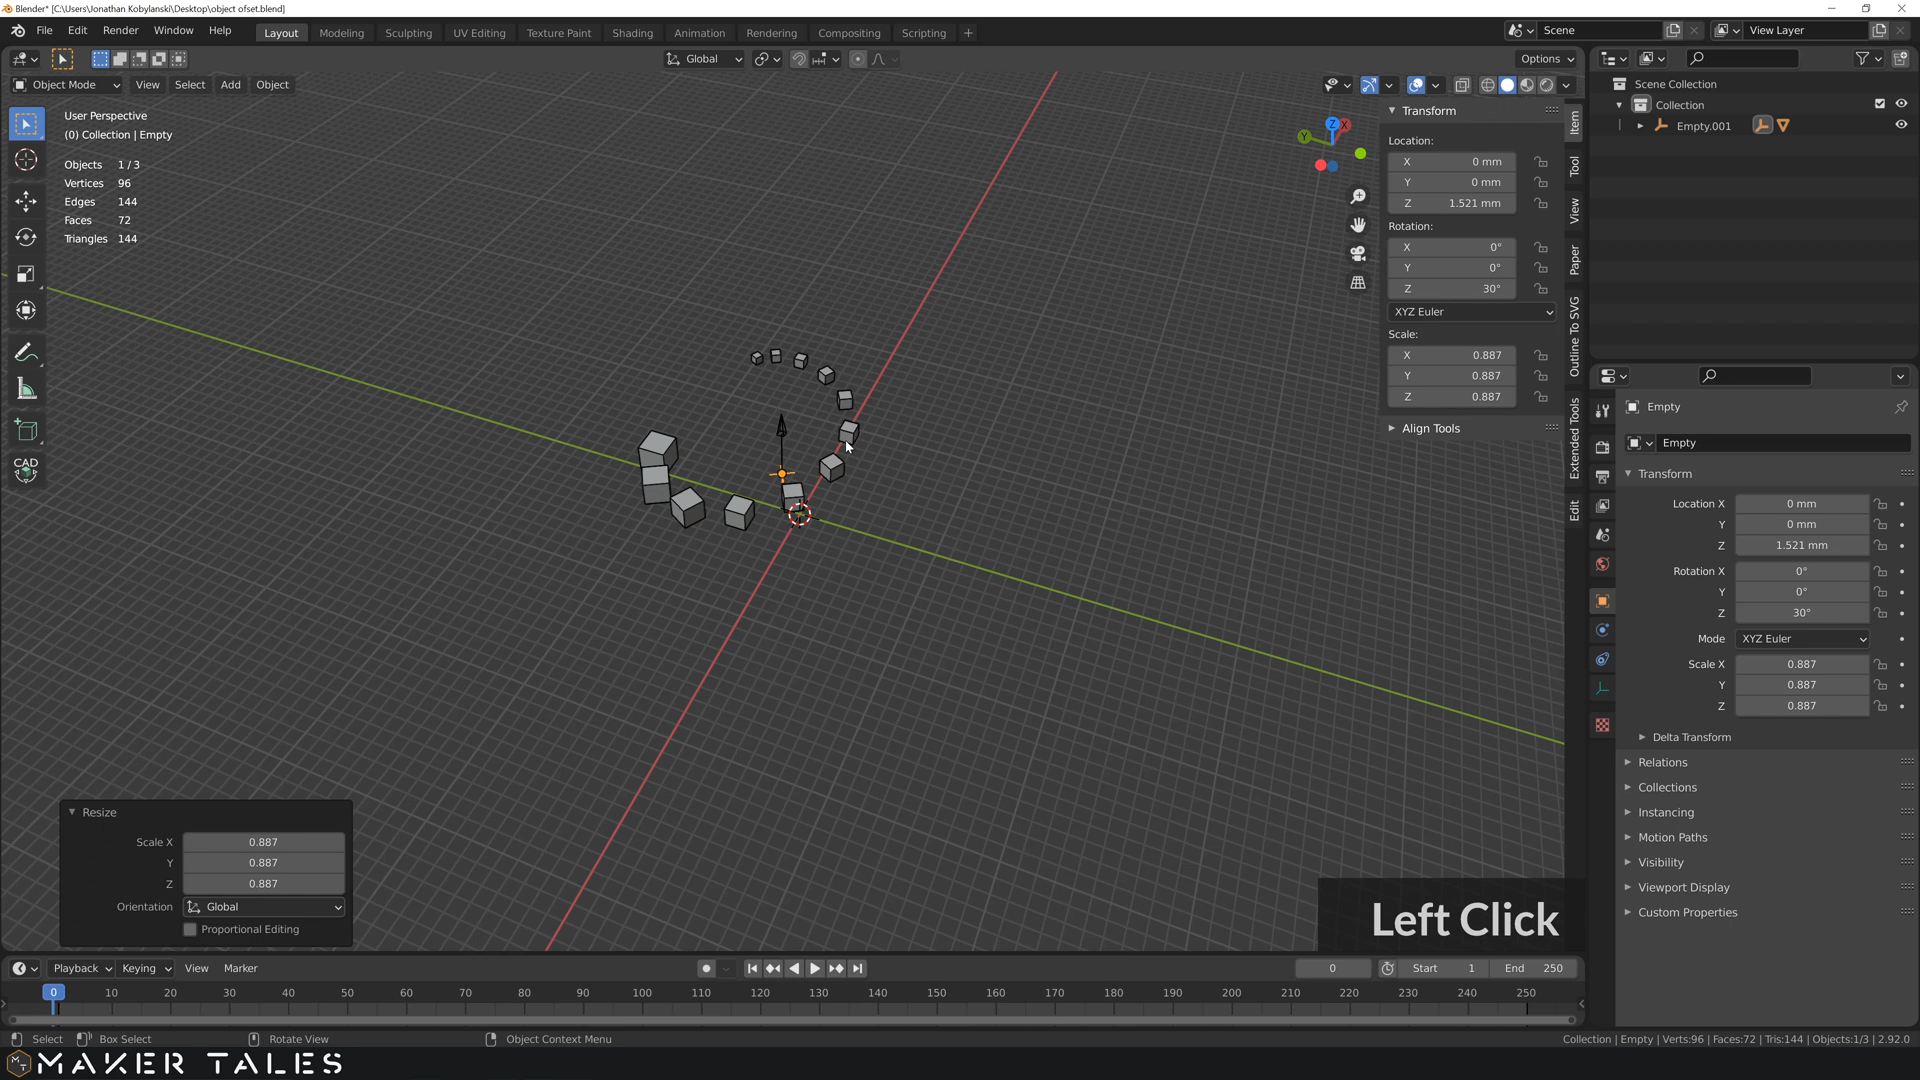 Blender* [C:\Users\Jonathan Kobylanski\Desktop\object ofset.blend]
File Edit Render Window Help
Layout Modeling Sculpting UV Editing Texture Paint Shading Animation Rendering Compositing Scripting +
Scene
View Layer
Global
Options
Object Mode View Select Add Object
User Perspective
(0) Collection | Empty
Objects 1/3
Vertices 96
Edges 144
Faces 72
Triangles 144
CAD
Z X
Y
Transform
Location:
X 0 mm
Y 0 mm
Z 1.521 mm
Rotation:
X 0°
Y 0°
Z 30°
XYZ Euler
Scale:
X 0.887
Y 0.887
Z 0.887
Align Tools
Item
Tool
View
Paper
Outline To SVG
Extended Tools
Edit
Scene Collection
Collection
Empty.001
Empty
Empty
Transform
Location X 0 mm
Y 0 mm
Z 1.521 mm
Rotation X 0°
Y 0°
Z 30°
Mode XYZ Euler
Scale X 0.887
Y 0.887
Z 0.887
Delta Transform
Relations
Collections
Instancing
Motion Paths
Visibility
Viewport Display
Custom Properties
Resize
Scale X 0.887
Y 0.887
Z 0.887
Orientation Global
Proportional Editing
Left Click
Playback Keying View Marker
0 Start 1 End 250
0 10 20 30 40 50 60 70 80 90 100 110 120 130 140 150 160 170 180 190 200 210 220 230 240 250
Select Box Select Rotate View Object Context Menu
Collection | Empty | Verts:96 | Faces:72 | Tris:144 | Objects:1/3 | 2.92.0
MT MAKER TALES